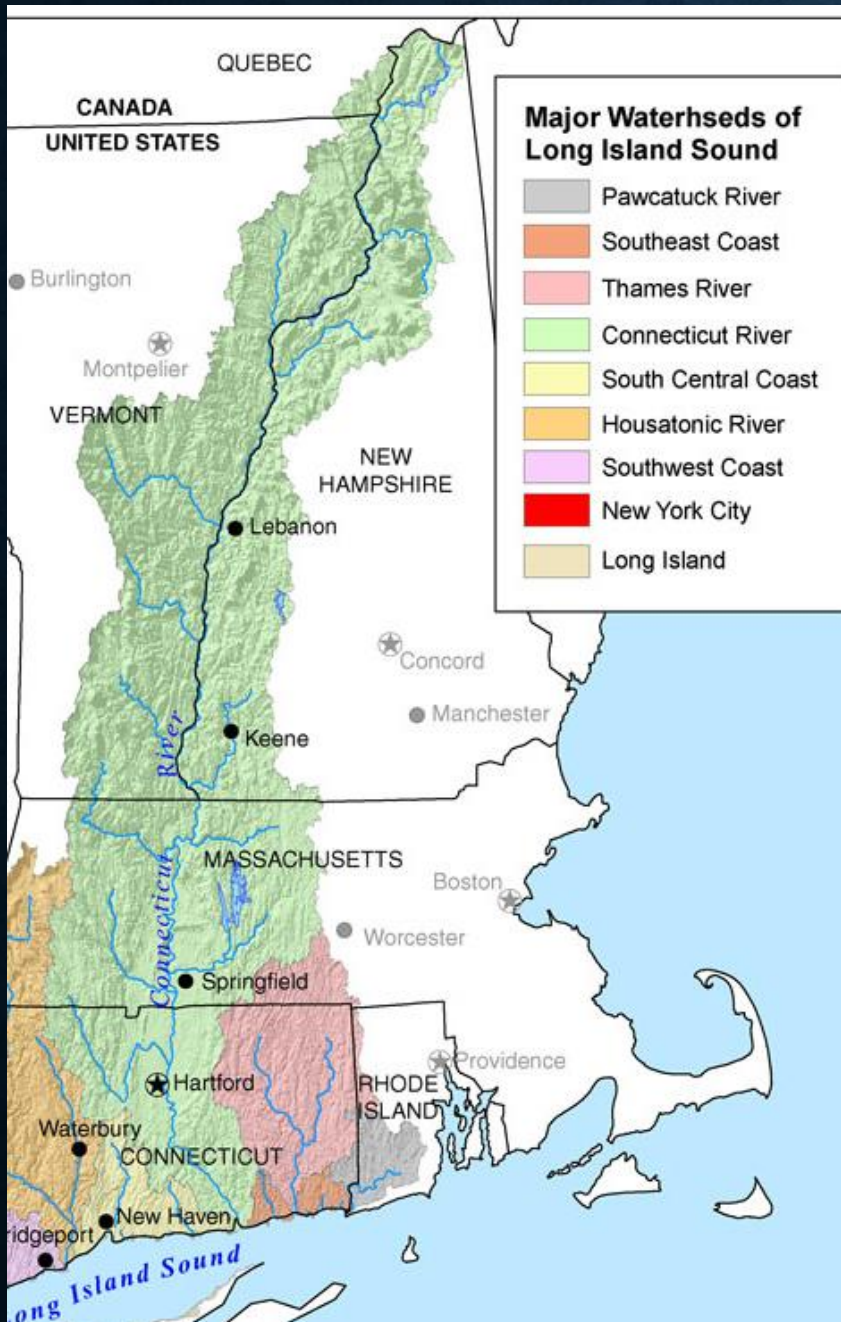 QUEBEC
CANADA
UNITED STATES
Major Waterhseds of
Long Island Sound
Pawcatuck River
Southeast Coast
Thames River
Connecticut River
South Central Coast
Housatonic River
Southwest Coast
New York City
Long Island
Burlington
Montpelier
VERMONT
NEW
HAMPSHIRE
Lebanon
Concord
Manchester
Keene
Connecticut River
MASSACHUSETTS
Boston
Worcester
Springfield
Providence
Hartford
RHODE
ISLAND
Waterbury
CONNECTICUT
New Haven
ridgeport
ong Island Sound